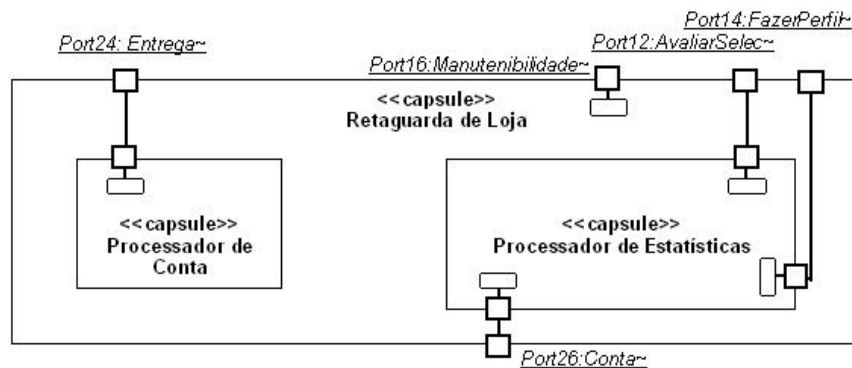 Port14:FazerPerfil~
Port24: Entrega~
Port12:AvaliarSelec~
Port16:Manutenibilidade~
<<capsule>>
Retaguarda de Loja
<<capsule>>
Processador de
Conta
<<capsule>>
Processador de Estatísticas
Port26:Conta~